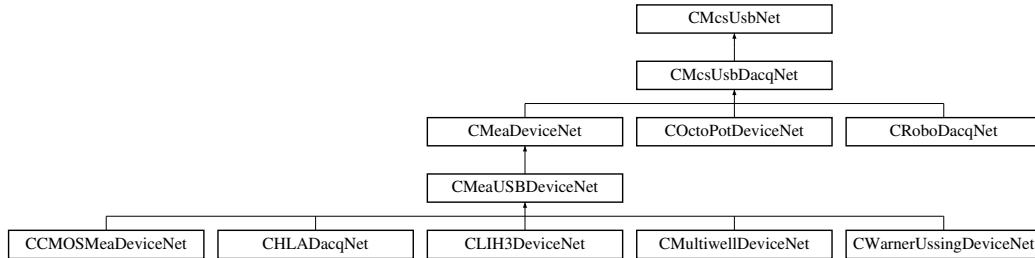 CMcsUsbNet
CMcsUsbDacqNet
CMeaDeviceNet
COctoPotDeviceNet
CRoboDacqNet
CMeaUSBDeviceNet
CCMOSMeaDeviceNet
CHLADacqNet
CLIH3DeviceNet
CMultiwellDeviceNet
CWarnerUssingDeviceNet